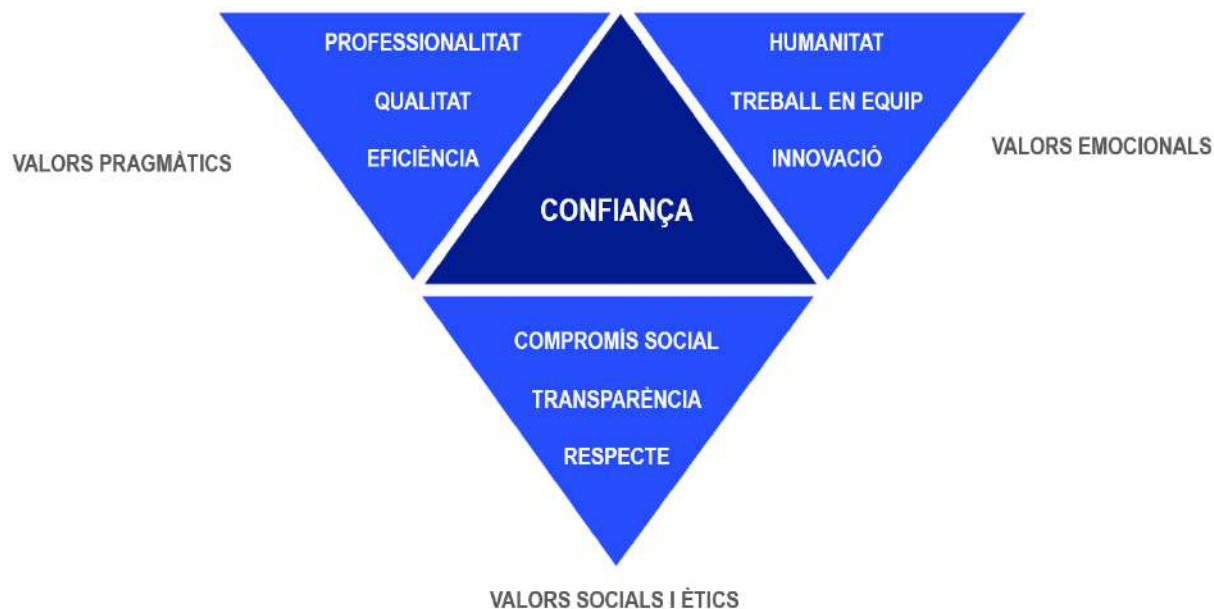 PROFESSIONALITAT
QUALITAT
EFICIÈNCIA
VALORS PRAGMÀTICS
HUMANITAT
TREBALL EN EQUIP
INNOVACIÓ
VALORS EMOCIONALS
CONFIANÇA
COMPROMÍS SOCIAL
TRANSPARÈNCIA
RESPECTE
VALORS SOCIALS I ÈTICS